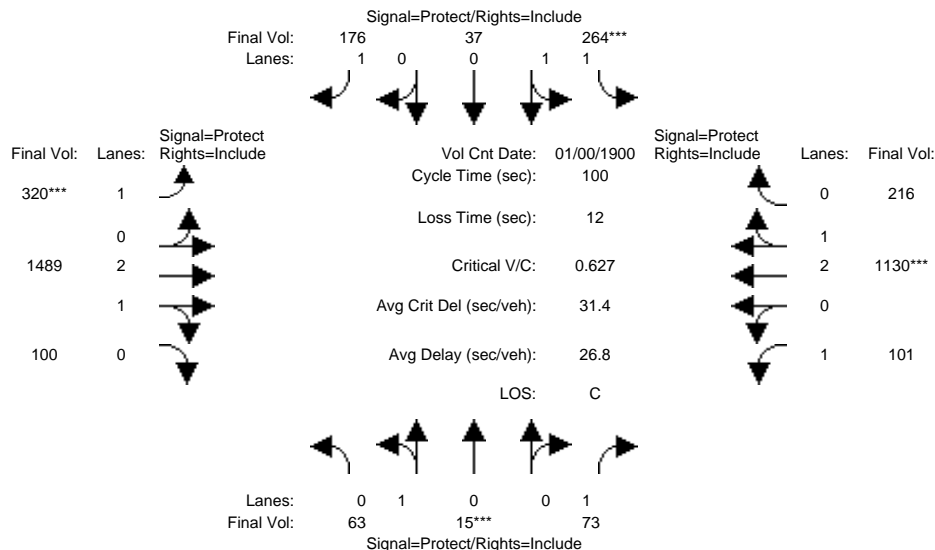 Signal=Protect/Rights=Include
Final Vol: 176 37 264***
Lanes: 1 0 0 1 1
Signal=Protect Signal=Protect
Final Vol: Lanes: Rights=Include Vol Cnt Date: 01/00/1900 Rights=Include Lanes: Final Vol:
Cycle Time (sec): 100
320*** 1 0 216
Loss Time (sec): 12
0 1
1489 2 Critical V/C: 0.627 2 1130***
1 Avg Crit Del (sec/veh): 31.4 0
100 0 Avg Delay (sec/veh): 26.8 1 101
LOS: C
Lanes: 0 1 0 0 1
Final Vol: 63 15*** 73
Signal=Protect/Rights=Include